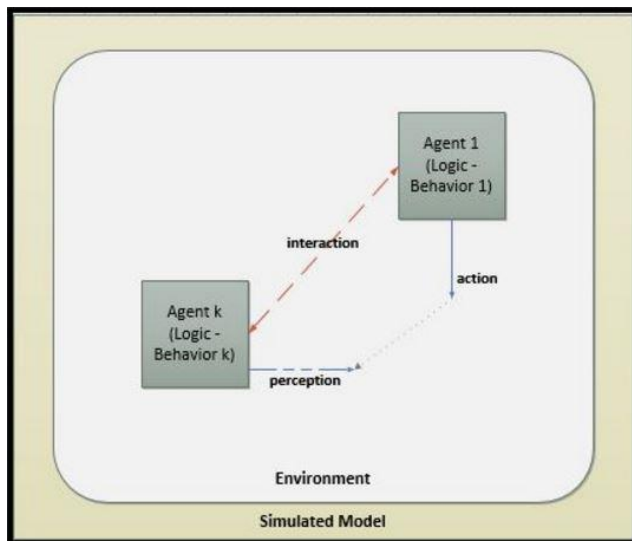 Agent 1
(Logic -
Behavior 1)
interaction
action
Agent k
(Logic -
Behavior k)
perception
Environment
Simulated Model